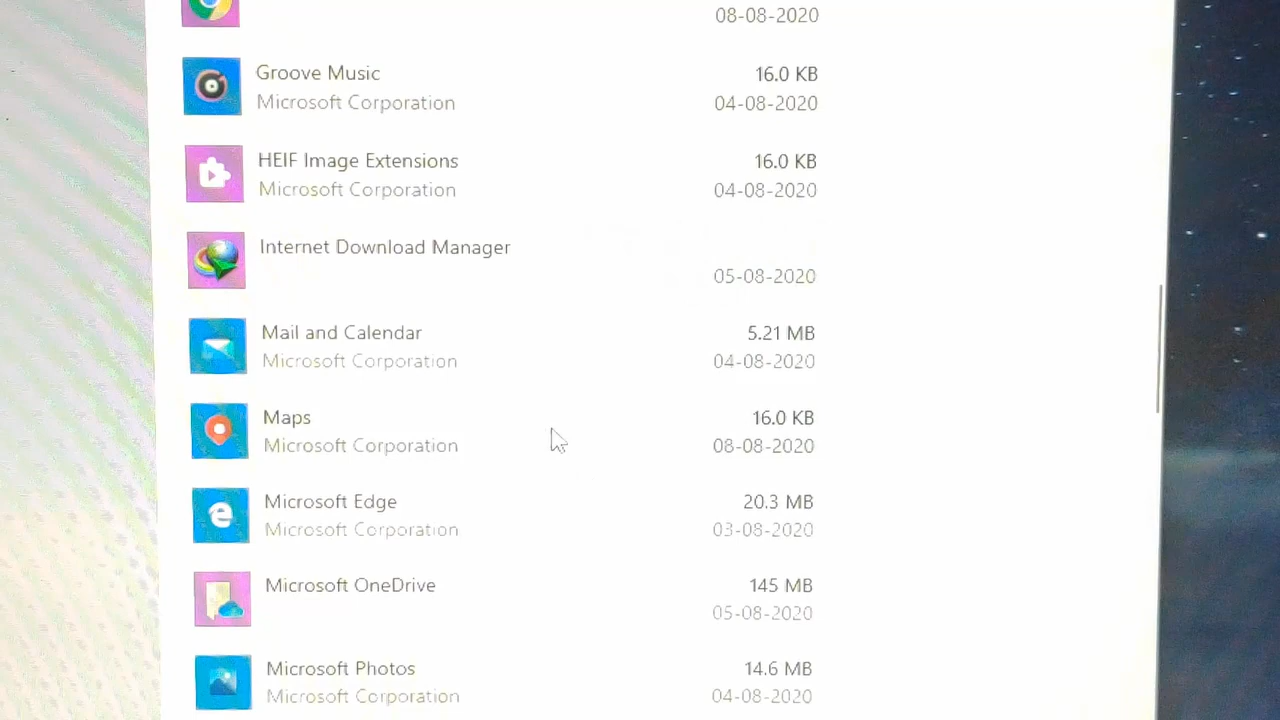 08-08-2020
Groove Music 16.0 KB
Microsoft Corporation 04-08-2020
HEIF Image Extensions 16.0 KB
Microsoft Corporation 04-08-2020
Internet Download Manager
05-08-2020
Mail and Calendar 5.21 MB
Microsoft Corporation 04-08-2020
Maps 16.0 KB
Microsoft Corporation 08-08-2020
Microsoft Edge 20.3 MB
Microsoft Corporation 03-08-2020
Microsoft OneDrive 145 MB
05-08-2020
Microsoft Photos 14.6 MB
Microsoft Corporation 04-08-2020